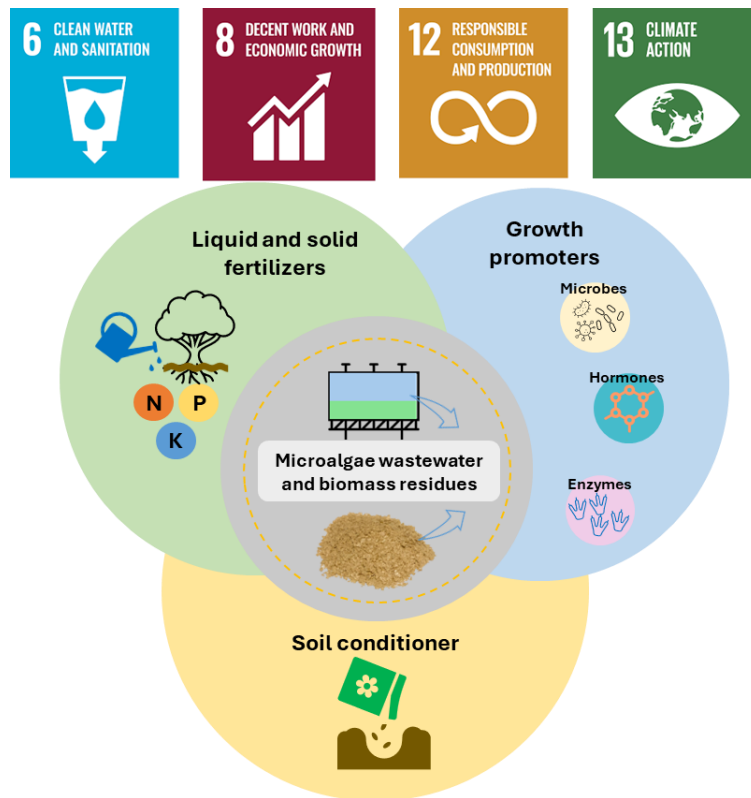 6 CLEAN WATER
AND SANITATION
8 DECENT WORK AND
ECONOMIC GROWTH
12 RESPONSIBLE
CONSUMPTION
AND PRODUCTION
13 CLIMATE
ACTION
Liquid and solid
fertilizers
N P
K
Growth
promoters
Microbes
Hormones
Enzymes
Microalgae wastewater
and biomass residues
Soil conditioner